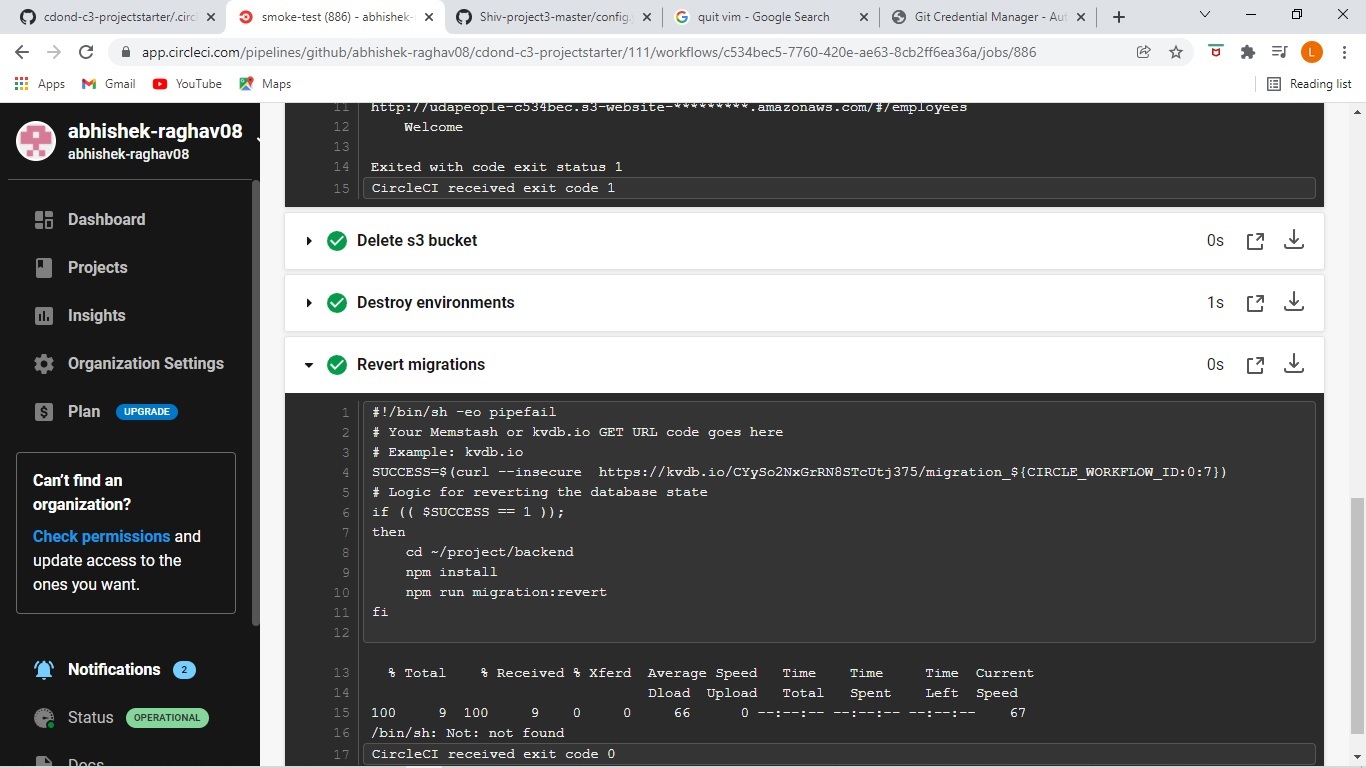 cdond-c3-projectstarter/.circ
smoke-test (886) - abhishek-
Shiv-project3-master/config.
quit vim - Google Search
Git Credential Manager - Aut
app.circleci.com/pipelines/github/abhishek-raghav08/cdond-c3-projectstarter/111/workflows/c534bec5-7760-420e-ae63-8cb2ff6ea36a/jobs/886
L
Apps
Gmail
YouTube
Maps
Reading list
abhishek-raghav08
abhishek-raghav08
Dashboard
Projects
Insights
Organization Settings
Plan UPGRADE
Can't find an
organization?
Check permissions and
update access to the
ones you want.
Notifications 2
Status OPERATIONAL
Docs
11 http://udapeople-c534bec.s3-website-*********.amazonaws.com/#/employees
12 Welcome
13
14 Exited with code exit status 1
15 CircleCI received exit code 1
Delete s3 bucket 0s
Destroy environments 1s
Revert migrations 0s
1 #!/bin/sh -eo pipefail
2 # Your Memstash or kvdb.io GET URL code goes here
3 # Example: kvdb.io
4 SUCCESS=$(curl --insecure  https://kvdb.io/CYySo2NxGrRN8STcUtj375/migration_${CIRCLE_WORKFLOW_ID:0:7})
5 # Logic for reverting the database state
6 if (( $SUCCESS == 1 ));
7 then
8 cd ~/project/backend
9 npm install
10 npm run migration:revert
11 fi
12
13 % Total % Received % Xferd Average Speed Time Time Time Current
14 Dload Upload Total Spent Left Speed
15 100 9 100 9 0 0 66 0 --:--:-- --:--:-- --:--:-- 67
16 /bin/sh: Not: not found
17 CircleCI received exit code 0